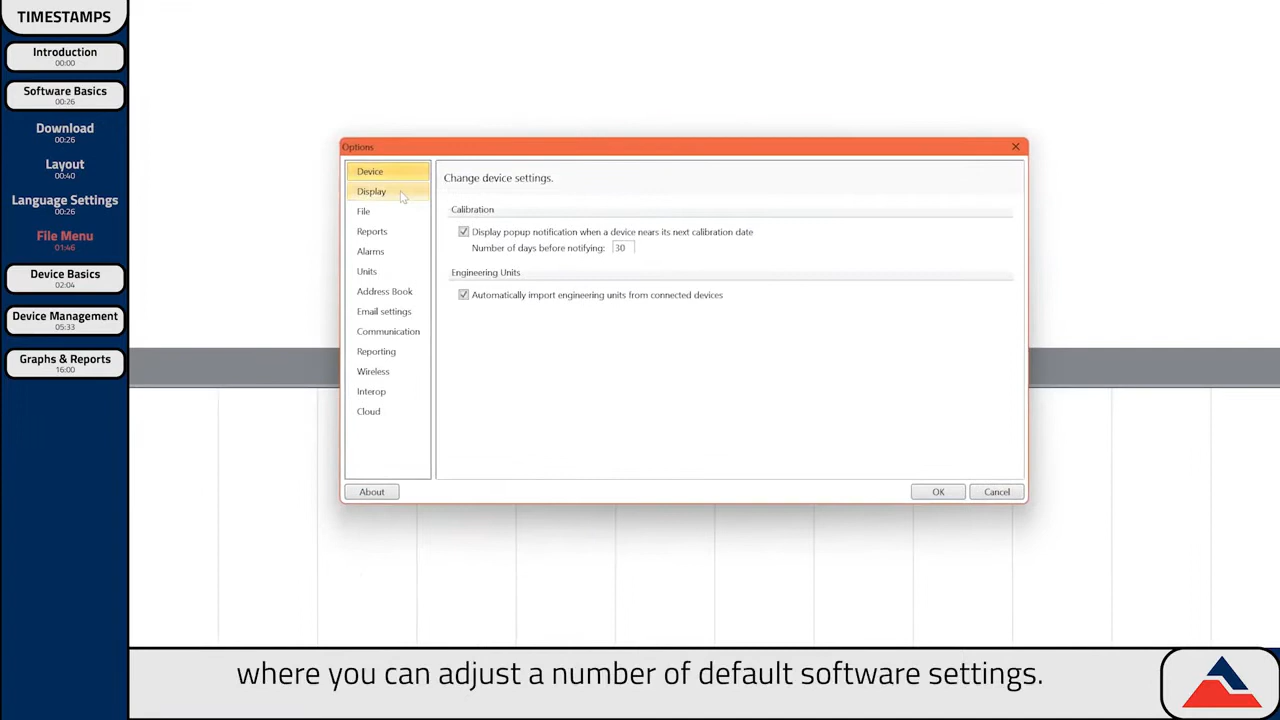 TIMESTAMPS
Introduction
00:00
Software Basics
00:26
Download
00:26
Layout
00:40
Language Settings
00:26
File Menu
01:46
Device Basics
02:04
Device Management
05:33
Graphs & Reports
16:00
Options
Device
Display
File
Reports
Alarms
Units
Address Book
Email settings
Communication
Reporting
Wireless
Interop
Cloud
About
Change device settings.
Calibration
Display popup notification when a device nears its next calibration date
Number of days before notifying: 30
Engineering Units
Automatically import engineering units from connected devices
OK
Cancel
where you can adjust a number of default software settings.